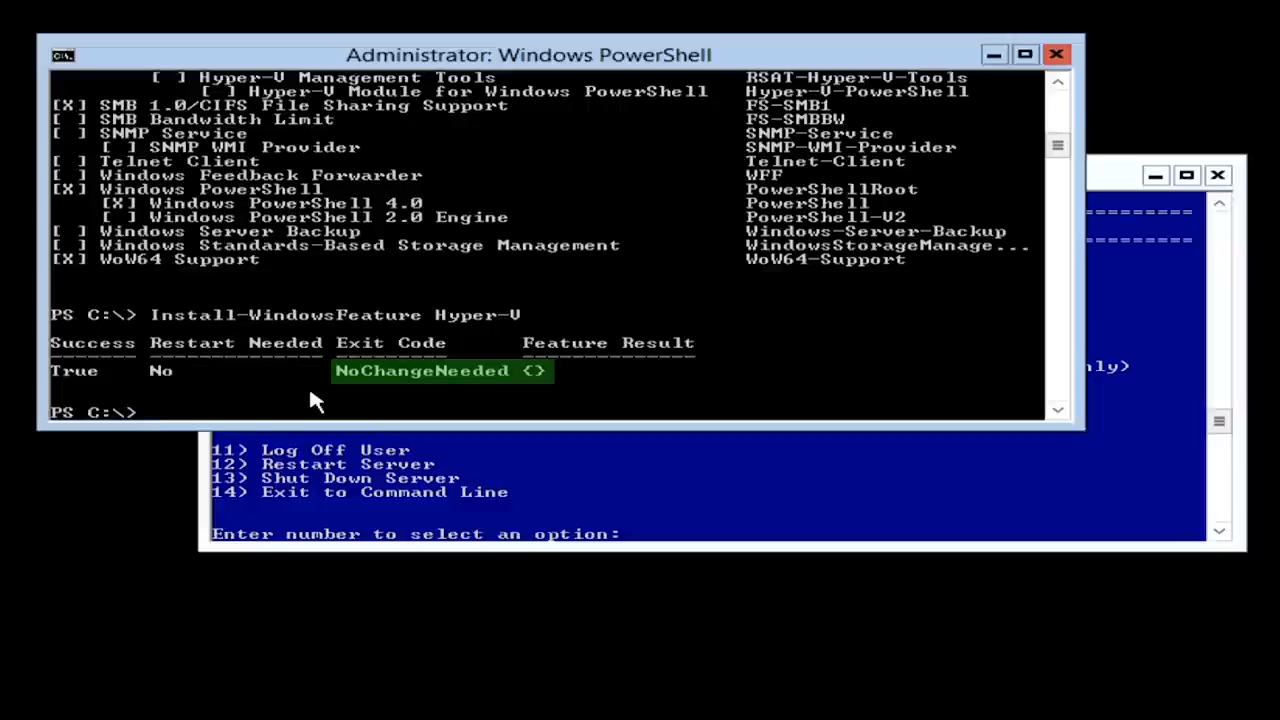 Administrator: Windows PowerShell
[ ] Hyper-V Management Tools RSAT-Hyper-V-Tools
[ ] Hyper-V Module for Windows PowerShell Hyper-V-PowerShell
[X] SMB 1.0/CIFS File Sharing Support FS-SMB1
[ ] SMB Bandwidth Limit FS-SMBBW
[ ] SNMP Service SNMP-Service
[ ] SNMP WMI Provider SNMP-WMI-Provider
[ ] Telnet Client Telnet-Client
[ ] Windows Feedback Forwarder WFF
[X] Windows PowerShell PowerShellRoot
[X] Windows PowerShell 4.0 PowerShell
[ ] Windows PowerShell 2.0 Engine PowerShell-V2
[ ] Windows Server Backup Windows-Server-Backup
[ ] Windows Standards-Based Storage Management WindowsStorageManage...
[X] WoW64 Support WoW64-Support
PS C:\> Install-WindowsFeature Hyper-V
Success Restart Needed Exit Code Feature Result
True No NoChangeNeeded {}
PS C:\>
11) Log Off User
12) Restart Server
13) Shut Down Server
14) Exit to Command Line
Enter number to select an option: